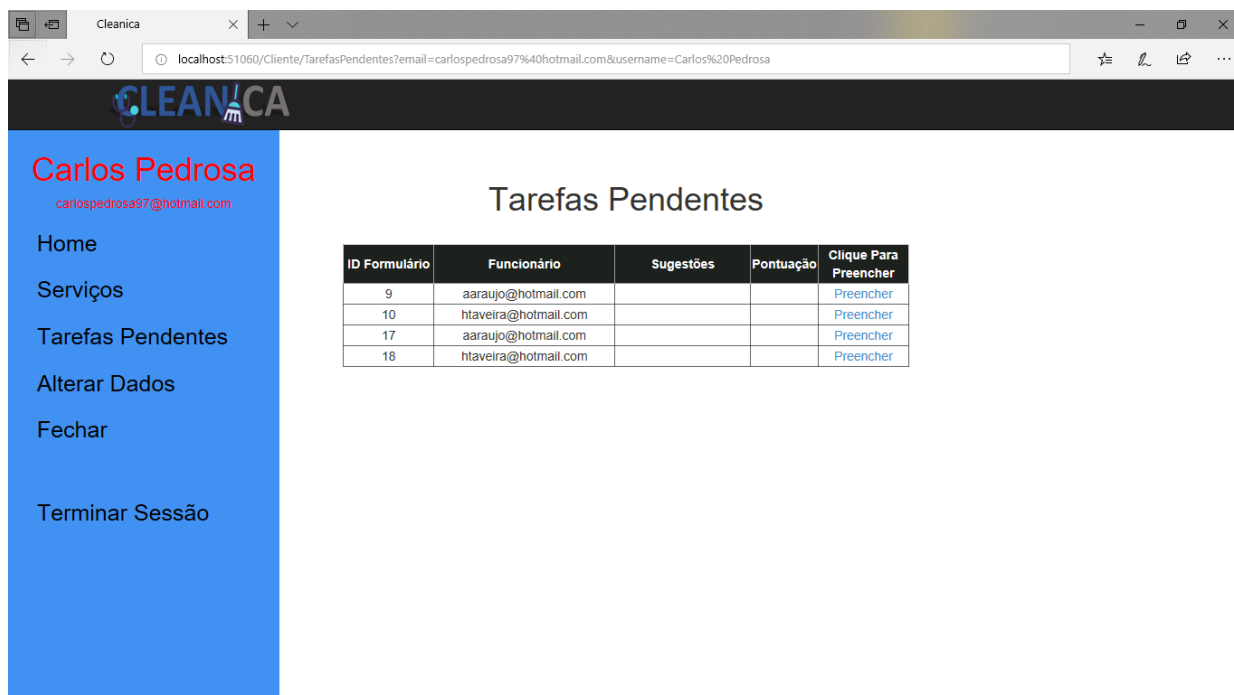 Cleanica
localhost:51060/Cliente/TarefasPendentes?email=carlospedrosa97%40hotmail.com&username=Carlos%20Pedrosa
CLEANICA
Carlos Pedrosa
carlospedrosa97@hotmail.com
Home
Serviços
Tarefas Pendentes
Alterar Dados
Fechar
Terminar Sessão
Tarefas Pendentes
ID Formulário Funcionário Sugestões Pontuação Clique Para
Preencher
9 aaraujo@hotmail.com Preencher
10 htaveira@hotmail.com Preencher
17 aaraujo@hotmail.com Preencher
18 htaveira@hotmail.com Preencher